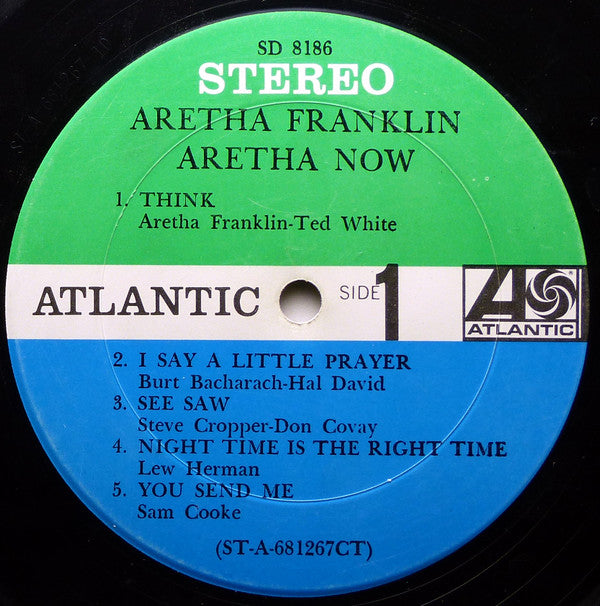 SD 8186
STEREO
ARETHA FRANKLIN
ARETHA NOW
1. THINK
Aretha Franklin-Ted White
ATLANTIC
SIDE 1
ATLANTIC
2. I SAY A LITTLE PRAYER
Burt Bacharach-Hal David
3. SEE SAW
Steve Cropper-Don Covay
4. NIGHT TIME IS THE RIGHT TIME
Lew Herman
5. YOU SEND ME
Sam Cooke
(ST-A-681267CT)